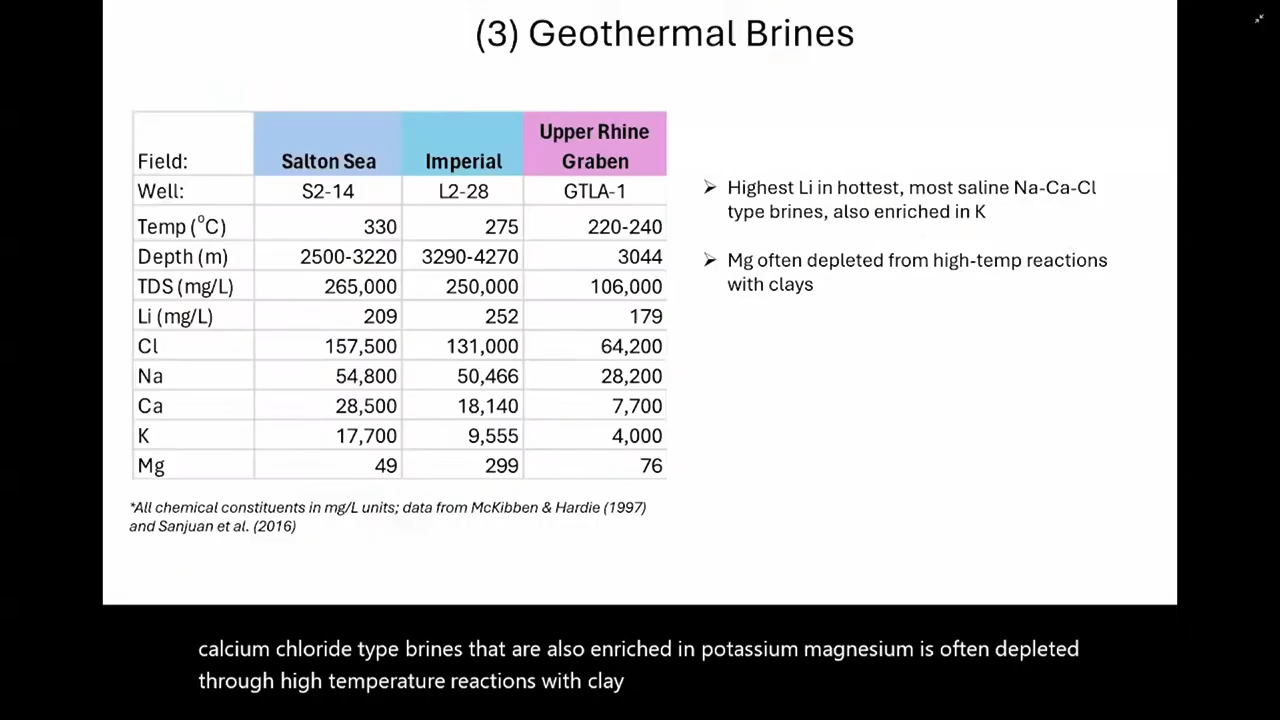 (3) Geothermal Brines
Field: Salton Sea Imperial Upper Rhine Graben
Well: S2-14 L2-28 GTLA-1
Temp (°C) 330 275 220-240
Depth (m) 2500-3220 3290-4270 3044
TDS (mg/L) 265,000 250,000 106,000
Li (mg/L) 209 252 179
Cl 157,500 131,000 64,200
Na 54,800 50,466 28,200
Ca 28,500 18,140 7,700
K 17,700 9,555 4,000
Mg 49 299 76
*All chemical constituents in mg/L units; data from McKibben & Hardie (1997)
and Sanjuan et al. (2016)
➢ Highest Li in hottest, most saline Na-Ca-Cl
type brines, also enriched in K
➢ Mg often depleted from high-temp reactions
with clays
calcium chloride type brines that are also enriched in potassium magnesium is often depleted
through high temperature reactions with clay